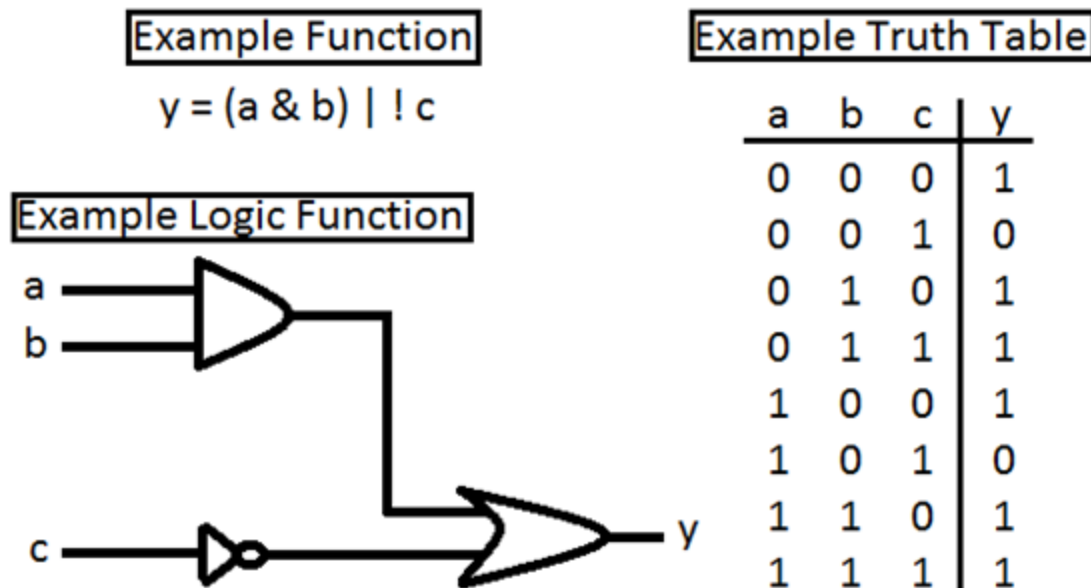 Example Function
y = (a & b) | ! c
Example Logic Function
a
b
c
y
Example Truth Table
a b c y
0 0 0 1
0 0 1 0
0 1 0 1
0 1 1 1
1 0 0 1
1 0 1 0
1 1 0 1
1 1 1 1